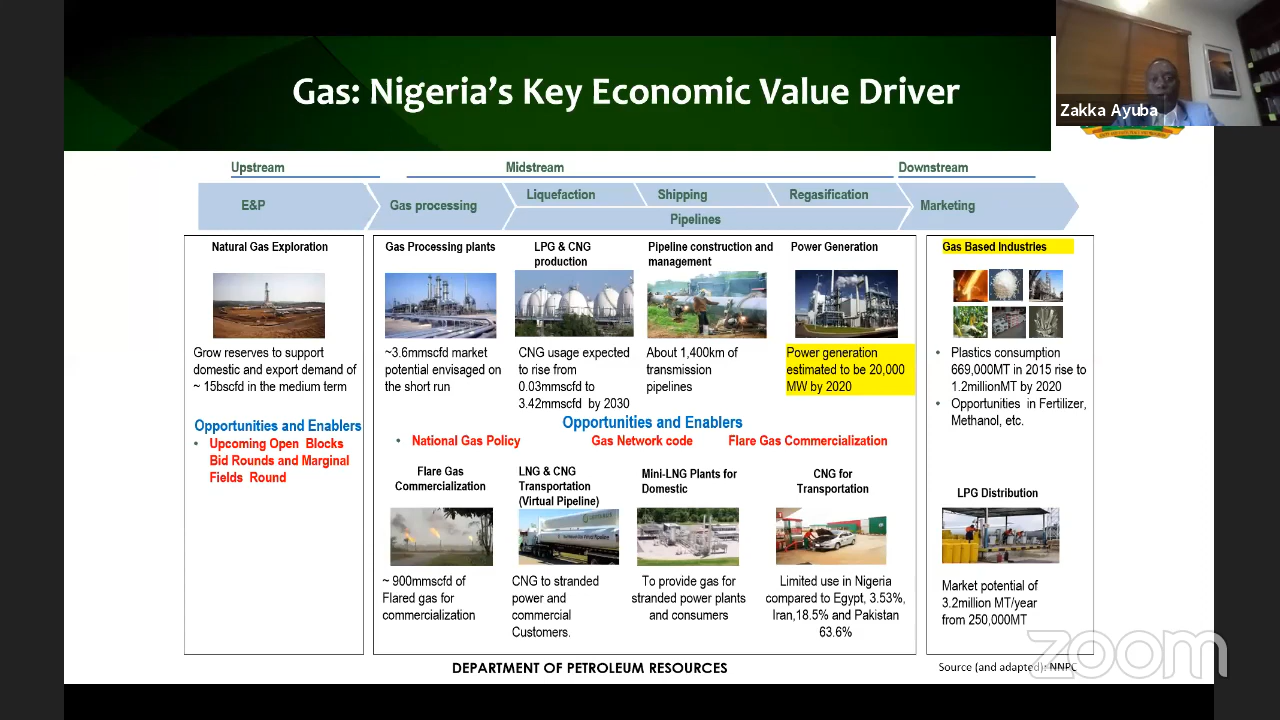 Gas: Nigeria's Key Economic Value Driver
Zakka Ayuba
Upstream
Midstream
Downstream
E&P
Gas processing
Liquefaction
Shipping
Regasification
Pipelines
Marketing
Natural Gas Exploration
Grow reserves to support
domestic and export demand of
~ 15bscfd in the medium term
Opportunities and Enablers
• Upcoming Open Blocks
Bid Rounds and Marginal
Fields Round
Gas Processing plants
~3.6mmscfd market
potential envisaged on
the short run
LPG & CNG
production
CNG usage expected
to rise from
0.03mmscfd to
3.42mmscfd by 2030
Pipeline construction and
management
About 1,400km of
transmission
pipelines
Power Generation
Power generation
estimated to be 20,000
MW by 2020
Opportunities and Enablers
• National Gas Policy
Gas Network code
Flare Gas Commercialization
Flare Gas
Commercialization
~ 900mmscfd of
Flared gas for
commercialization
LNG & CNG
Transportation
(Virtual Pipeline)
CNG to stranded
power and
commercial
Customers.
Mini-LNG Plants for
Domestic
To provide gas for
stranded power plants
and consumers
CNG for
Transportation
Limited use in Nigeria
compared to Egypt, 3.53%,
Iran,18.5% and Pakistan
63.6%
Gas Based Industries
• Plastics consumption
669,000MT in 2015 rise to
1.2millionMT by 2020
• Opportunities in Fertilizer,
Methanol, etc.
LPG Distribution
Market potential of
3.2million MT/year
from 250,000MT
DEPARTMENT OF PETROLEUM RESOURCES
Source (and adapted): NNPC
zoom